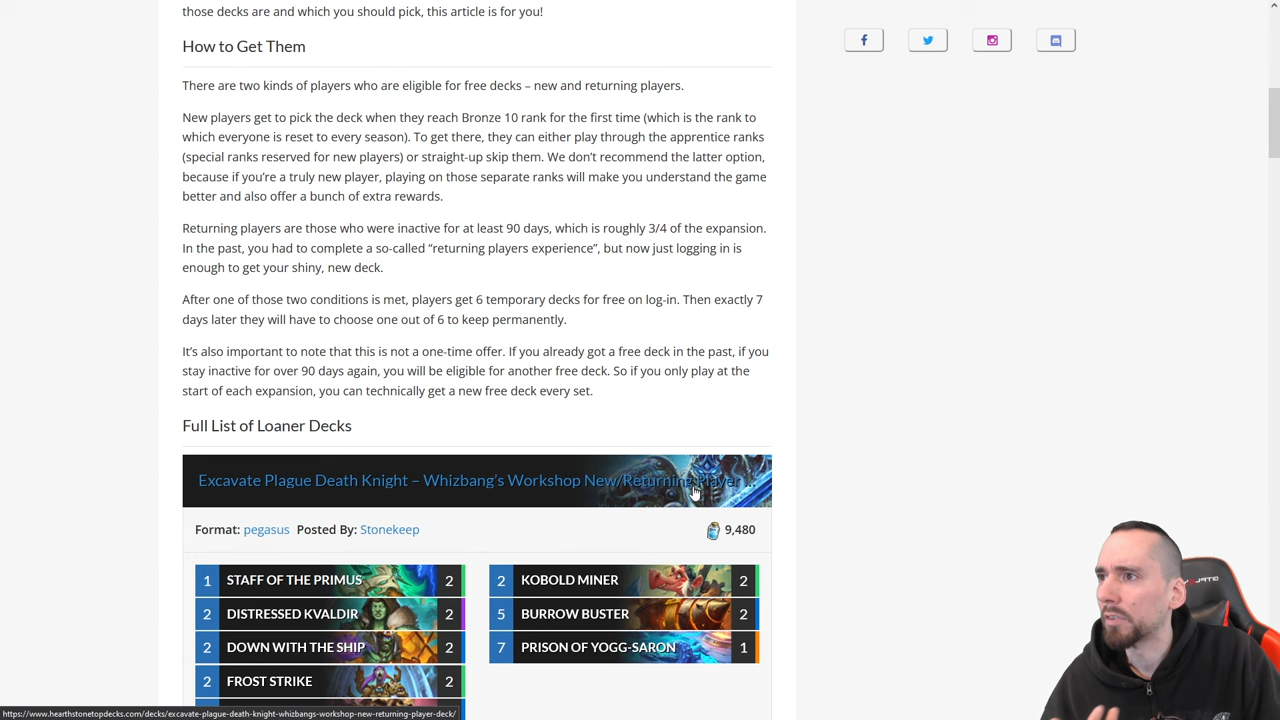 those decks are and which you should pick, this article is for you!
How to Get Them
There are two kinds of players who are eligible for free decks – new and returning players.
New players get to pick the deck when they reach Bronze 10 rank for the first time (which is the rank to
which everyone is reset to every season). To get there, they can either play through the apprentice ranks
(special ranks reserved for new players) or straight-up skip them. We don't recommend the latter option,
because if you're a truly new player, playing on those separate ranks will make you understand the game
better and also offer a bunch of extra rewards.
Returning players are those who were inactive for at least 90 days, which is roughly 3/4 of the expansion.
In the past, you had to complete a so-called "returning players experience", but now just logging in is
enough to get your shiny, new deck.
After one of those two conditions is met, players get 6 temporary decks for free on log-in. Then exactly 7
days later they will have to choose one out of 6 to keep permanently.
It's also important to note that this is not a one-time offer. If you already got a free deck in the past, if you
stay inactive for over 90 days again, you will be eligible for another free deck. So if you only play at the
start of each expansion, you can technically get a new free deck every set.
Full List of Loaner Decks
Excavate Plague Death Knight – Whizbang's Workshop New/Returning Player ...
Format: pegasus Posted By: Stonekeep 9,480
1 STAFF OF THE PRIMUS 2
2 KOBOLD MINER 2
2 DISTRESSED KVALDIR 2
5 BURROW BUSTER 2
2 DOWN WITH THE SHIP 2
7 PRISON OF YOGG-SARON 1
2 FROST STRIKE 2
https://www.hearthstonetopdecks.com/decks/excavate-plague-death-knight-whizbangs-workshop-new-returning-player-deck/